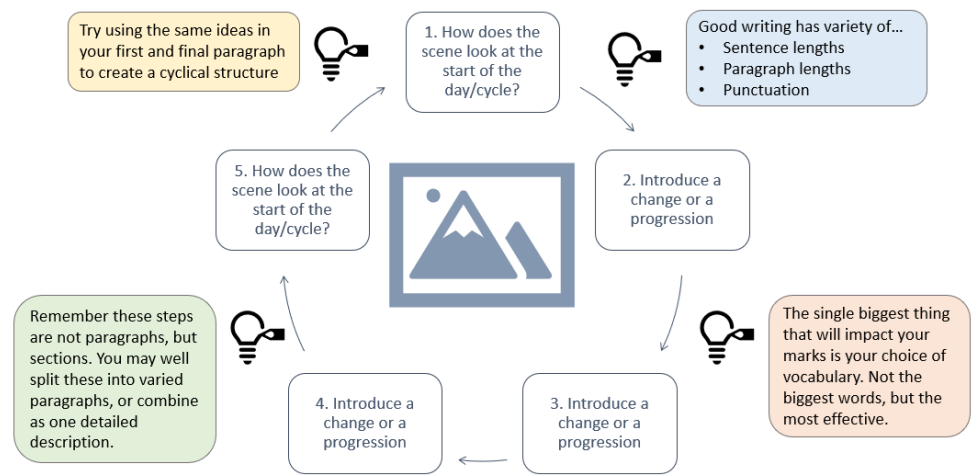 Try using the same ideas in
your first and final paragraph
to create a cyclical structure
1. How does the
scene look at the
start of the
day/cycle?
Good writing has variety of…
• Sentence lengths
• Paragraph lengths
• Punctuation
5. How does the
scene look at the
start of the
day/cycle?
2. Introduce a
change or a
progression
Remember these steps
are not paragraphs, but
sections. You may well
split these into varied
paragraphs, or combine
as one detailed
description.
4. Introduce a
change or a
progression
3. Introduce a
change or a
progression
The single biggest thing
that will impact your
marks is your choice of
vocabulary. Not the
biggest words, but the
most effective.